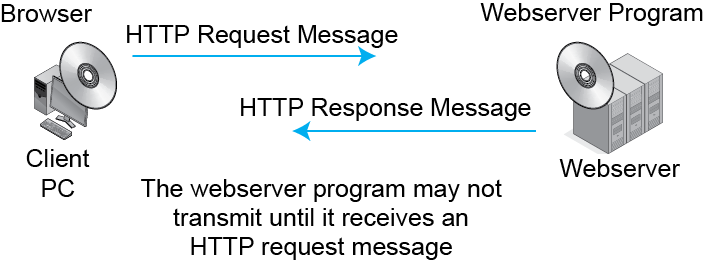 Browser
Webserver Program
HTTP Request Message
HTTP Response Message
Client
PC
Webserver
The webserver program may not
transmit until it receives an
HTTP request message